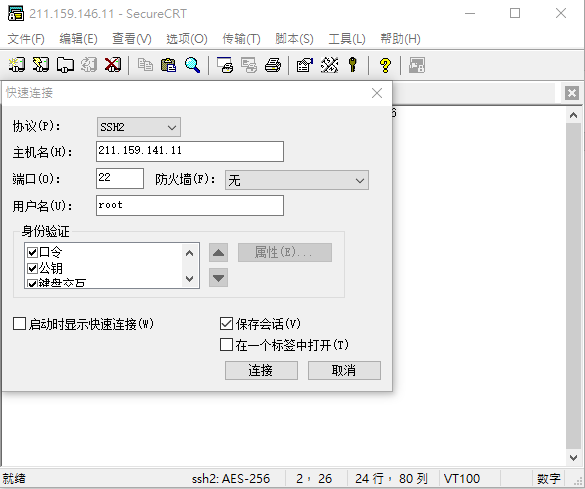 211.159.146.11 - SecureCRT
文件(F) 编辑(E) 查看(V) 选项(O) 传输(T) 脚本(S) 工具(L) 帮助(H)
快速连接
6
协议(P): SSH2
主机名(H): 211.159.141.11
端口(O): 22 防火墙(F): 无
用户名(U): root
身份验证
口令
属性(E)...
公钥
键盘交互
启动时显示快速连接(W) 保存会话(V)
在一个标签中打开(T)
连接 取消
就绪 ssh2: AES-256 2, 26 24 行, 80 列 VT100 数字